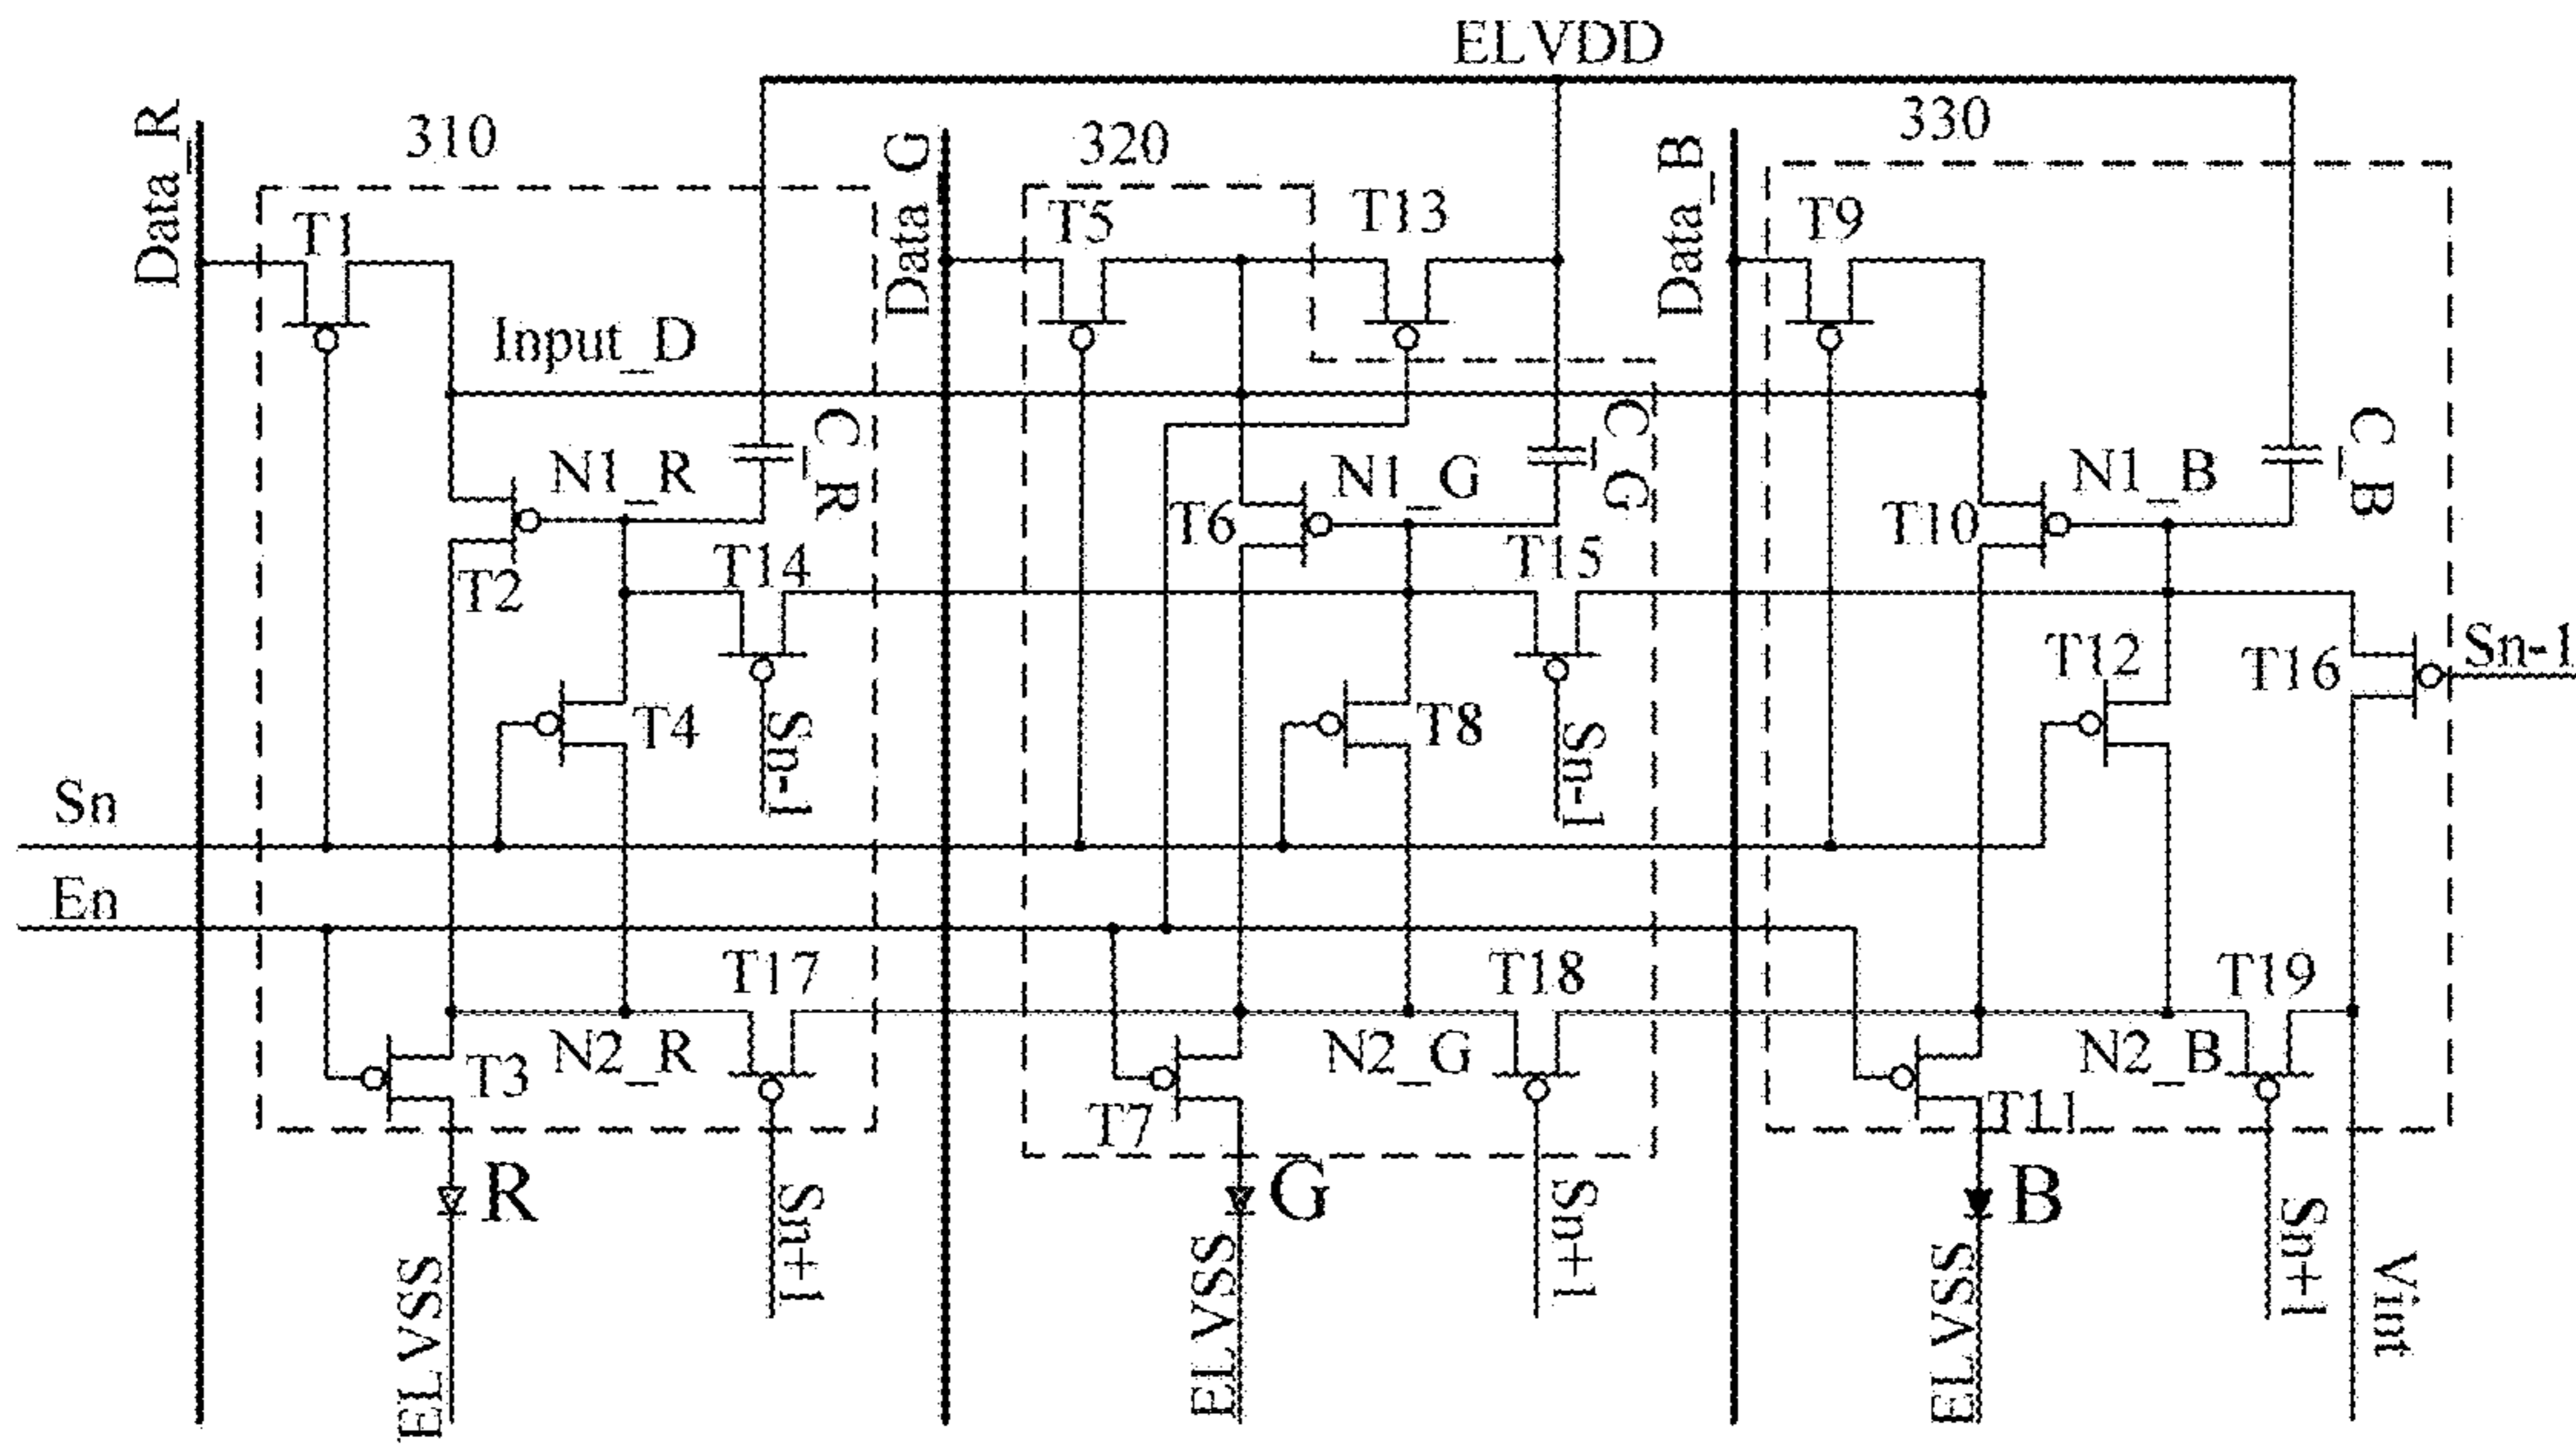 ELVDD
Data_R
310
Data_G
320
Data_B
330
T1
T5
T13
T9
Input_D
C_R
C_G
C_B
N1_R
N1_G
N1_B
T2
T14
T6
T15
T10
T4
T8
T12
T16
Sn-1
Sn-1
Sn-1
Sn
En
T17
T18
T19
T3
N2_R
T7
N2_G
T11
N2_B
R
G
B
Sn+1
Sn+1
Sn+1
ELVSS
ELVSS
ELVSS
Vint